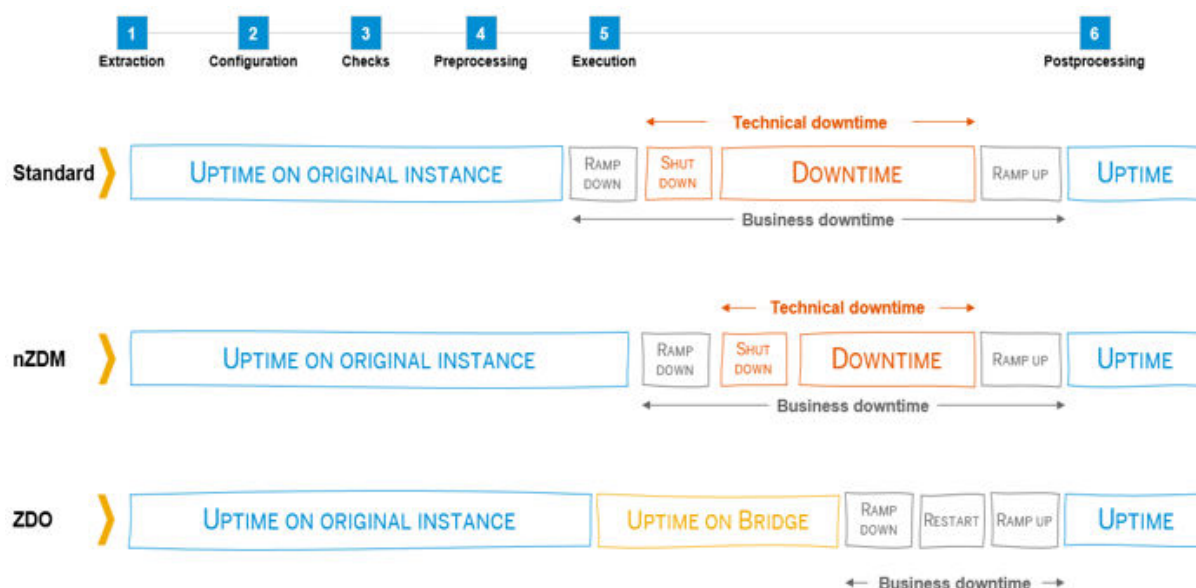 1 2 3 4 5 6
Extraction Configuration Checks Preprocessing Execution Postprocessing
Technical downtime
Standard UPTIME ON ORIGINAL INSTANCE RAMP DOWN SHUT DOWN DOWNTIME RAMP UP UPTIME
Business downtime
Technical downtime
nZDM UPTIME ON ORIGINAL INSTANCE RAMP DOWN SHUT DOWN DOWNTIME RAMP UP UPTIME
Business downtime
ZDO UPTIME ON ORIGINAL INSTANCE UPTIME ON BRIDGE RAMP DOWN RESTART RAMP UP UPTIME
Business downtime